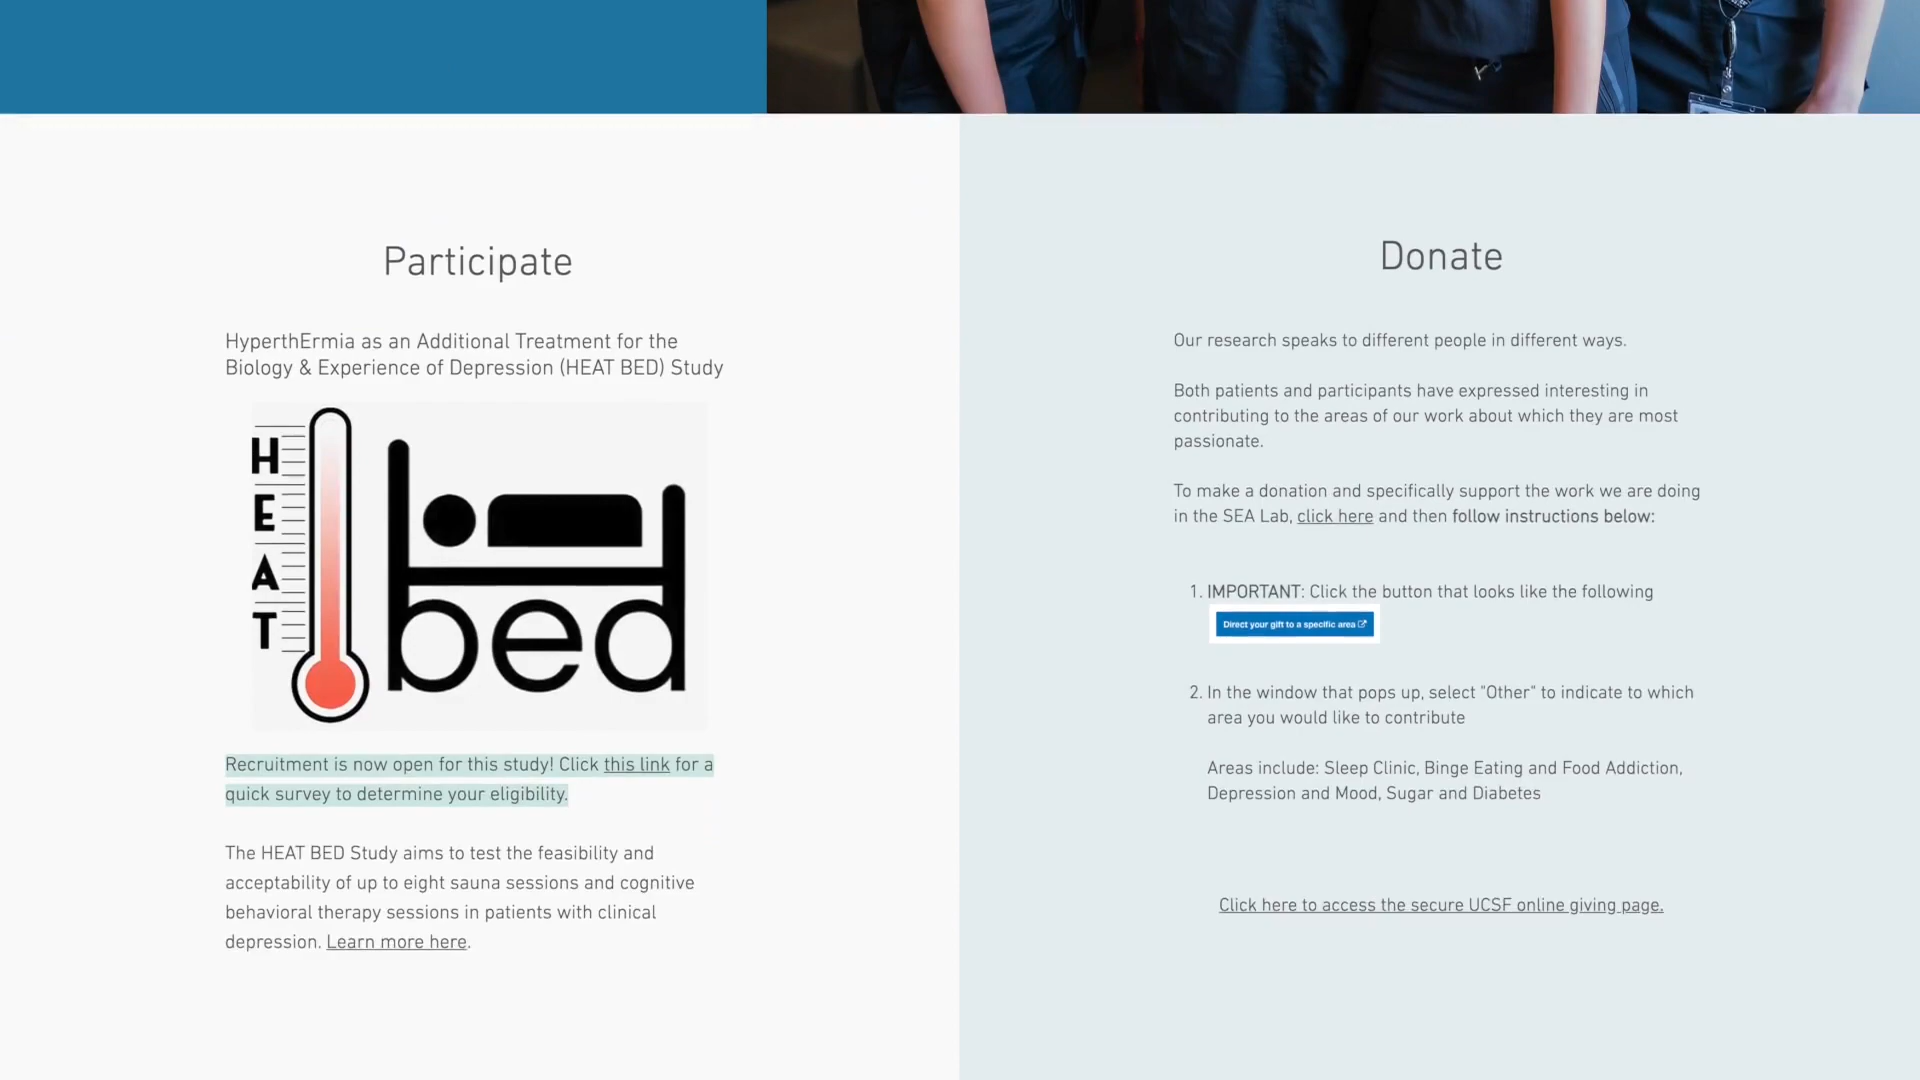 Participate
HyperthErmia as an Additional Treatment for the
Biology & Experience of Depression (HEAT BED) Study
HEAT
bed
Recruitment is now open for this study! Click this link for a
quick survey to determine your eligibility.
The HEAT BED Study aims to test the feasibility and
acceptability of up to eight sauna sessions and cognitive
behavioral therapy sessions in patients with clinical
depression. Learn more here.
Donate
Our research speaks to different people in different ways.
Both patients and participants have expressed interesting in
contributing to the areas of our work about which they are most
passionate.
To make a donation and specifically support the work we are doing
in the SEA Lab, click here and then follow instructions below:
1. IMPORTANT: Click the button that looks like the following
Direct your gift to a specific area
2. In the window that pops up, select "Other" to indicate to which
area you would like to contribute
Areas include: Sleep Clinic, Binge Eating and Food Addiction,
Depression and Mood, Sugar and Diabetes
Click here to access the secure UCSF online giving page.